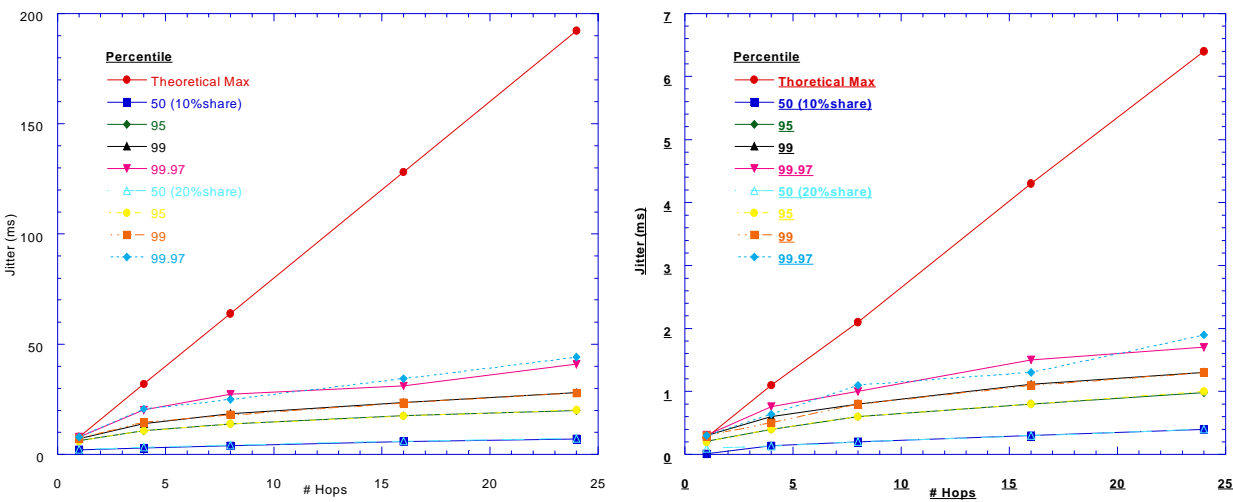 200
150
100
50
0
Jitter (ms)
Percentile
Theoretical Max
50 (10%share)
95
99
99.97
50 (20%share)
95
99
99.97
0 5 10 15 20 25
# Hops
7
6
5
4
3
2
1
0
Jitter (ms)
Percentile
Thoretical Max
50 (10%share)
95
99
99.97
50 (20%share)
95
99
99.97
0 5 10 15 20 25
# Hops